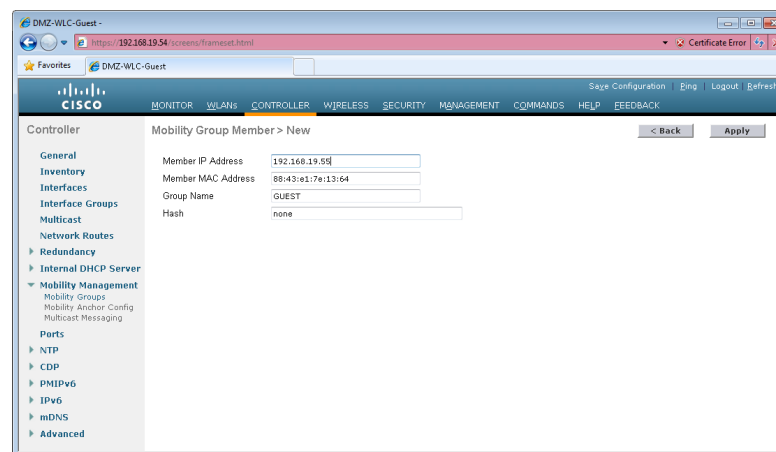 DMZ-WLC-Guest -
https://192.168.19.54/screens/frameset.html
Certificate Error
Favorites
DMZ-WLC-Guest
Save Configuration | Ping | Logout | Refresh
CISCO
MONITOR WLANs CONTROLLER WIRELESS SECURITY MANAGEMENT COMMANDS HELP FEEDBACK
Controller
Mobility Group Member > New
< Back
Apply
General
Inventory
Interfaces
Interface Groups
Multicast
Network Routes
Redundancy
Internal DHCP Server
Mobility Management
Mobility Groups
Mobility Anchor Config
Multicast Messaging
Ports
NTP
CDP
PMIPv6
IPv6
mDNS
Advanced
Member IP Address 192.168.19.55
Member MAC Address 88:43:e1:7e:13:64
Group Name GUEST
Hash none